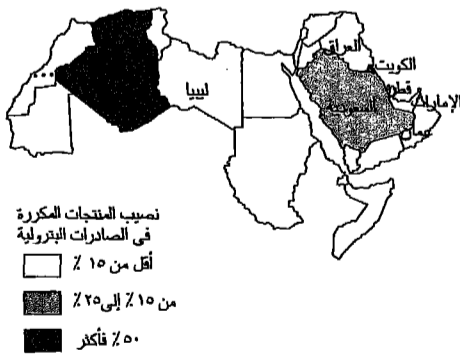 العراق
الكويت
قطر
الإمارات
السعودية
عمان
ليبيا
...
نصيب المنتجات المكررة
فى الصادرات البترولية
أقل من ١٥ ٪
من ١٥ ٪ إلى ٢٥ ٪
٥٠ ٪ فأكثر